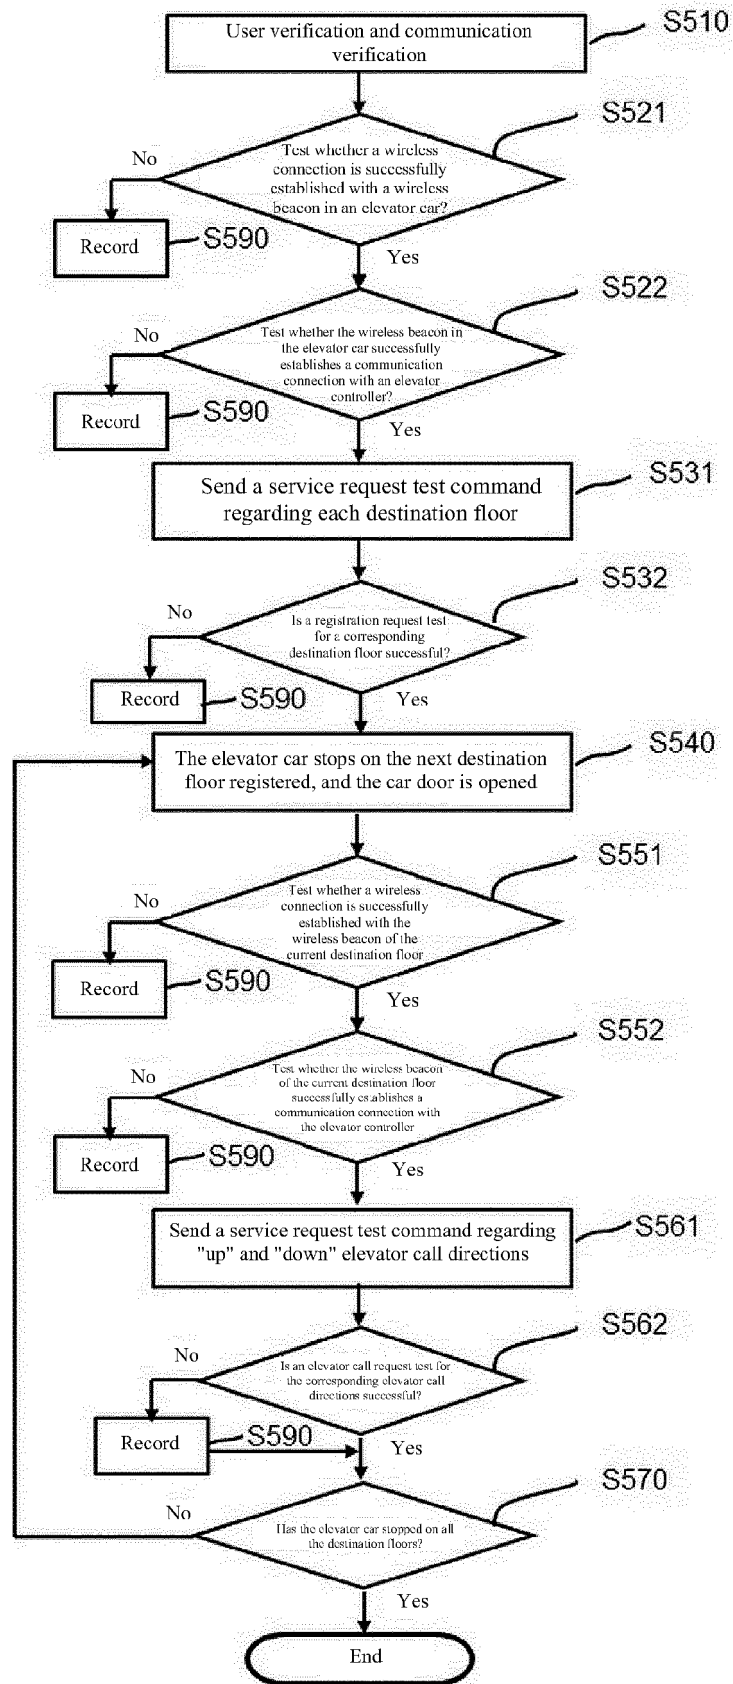 User verification and communication
verification
S510
S521
Test whether a wireless
connection is successfully
established with a wireless
beacon in an elevator car?
No
Record
S590
Yes
S522
Test whether the wireless beacon in
the elevator car successfully
establishes a communication
connection with an elevator
controller?
No
Record
S590
Yes
S531
Send a service request test command
regarding each destination floor
S532
Is a registration request test
for a corresponding
destination floor successful?
No
Record
S590
Yes
S540
The elevator car stops on the next destination
floor registered, and the car door is opened
S551
Test whether a wireless
connection is successfully
established with the
wireless beacon of the
current destination floor
No
Record
S590
Yes
S552
Test whether the wireless beacon
of the current destination floor
successfully establishes a
communication connection with
the elevator controller
No
Record
S590
Yes
S561
Send a service request test command regarding
"up" and "down" elevator call directions
S562
Is an elevator call request test for
the corresponding elevator call
directions successful?
No
Record
S590
Yes
S570
Has the elevator car stopped on all
the destination floors?
No
Yes
End